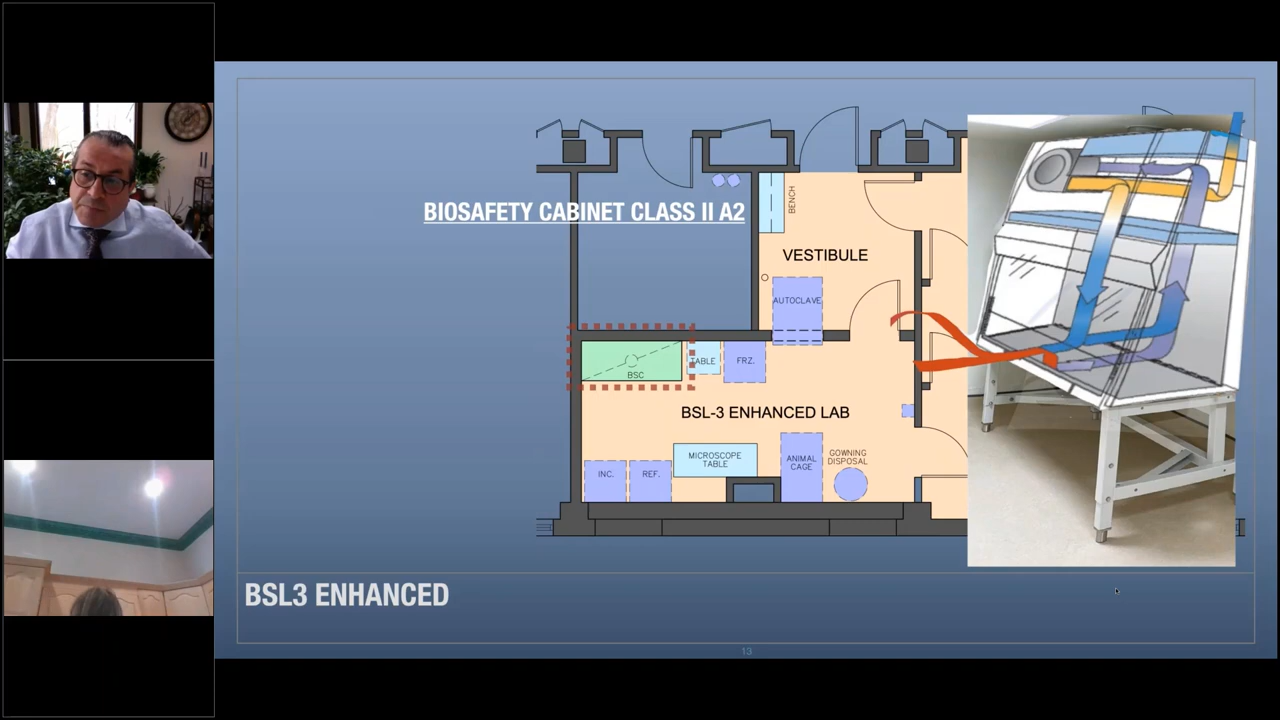 BIOSAFETY CABINET CLASS II A2
BENCH
VESTIBULE
AUTOCLAVE
TABLE
FRZ.
BSC
BSL-3 ENHANCED LAB
MICROSCOPE
TABLE
ANIMAL
CAGE
GOWNING
DISPOSAL
INC.
REF.
BSL3 ENHANCED
13